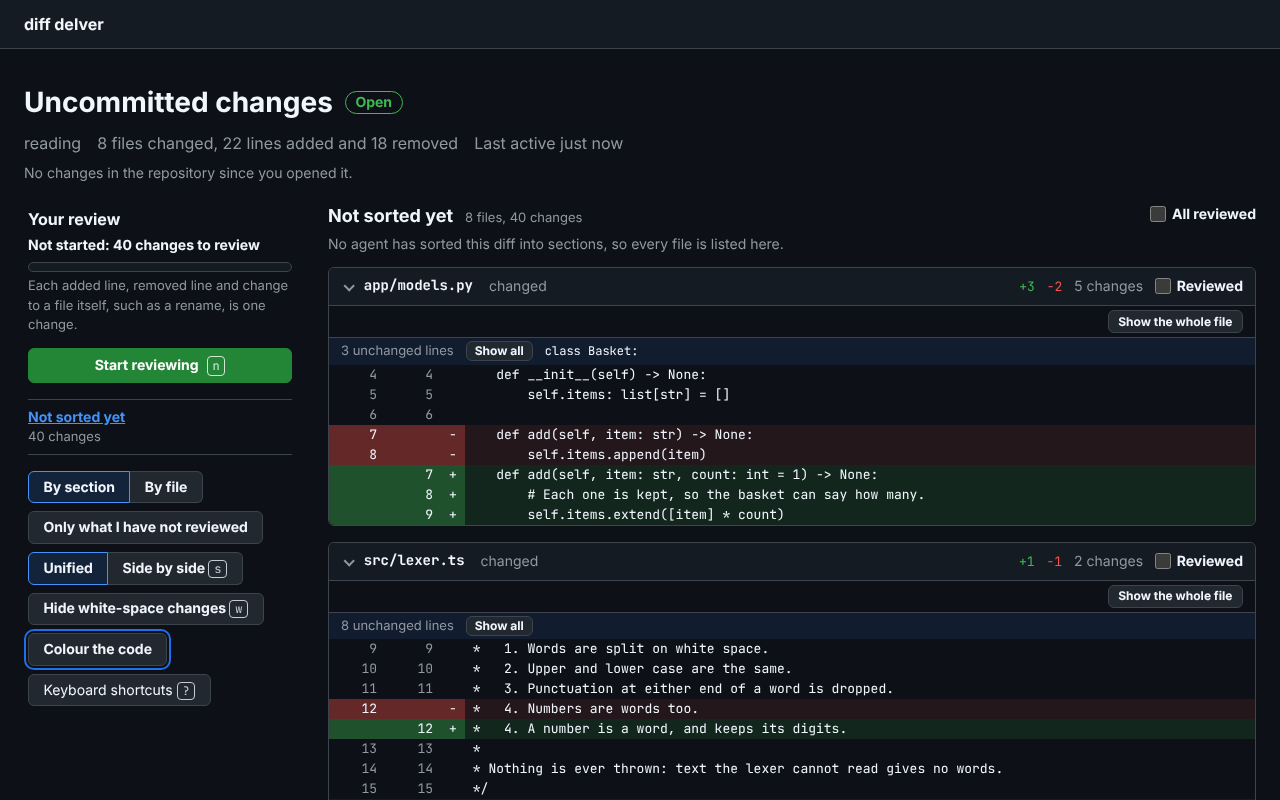 diff delver
Uncommitted changes Open
reading 8 files changed, 22 lines added and 18 removed Last active just now
No changes in the repository since you opened it.
Your review
Not started: 40 changes to review
Each added line, removed line and change
to a file itself, such as a rename, is one
change.
Start reviewing n
Not sorted yet
40 changes
By section By file
Only what I have not reviewed
Unified Side by side s
Hide white-space changes w
Colour the code
Keyboard shortcuts ?
Not sorted yet 8 files, 40 changes All reviewed
No agent has sorted this diff into sections, so every file is listed here.
app/models.py changed +3 -2 5 changes Reviewed
Show the whole file
3 unchanged lines Show all class Basket:
4 4 def __init__(self) -> None:
5 5 self.items: list[str] = []
6 6
7 - def add(self, item: str) -> None:
8 - self.items.append(item)
7 + def add(self, item: str, count: int = 1) -> None:
8 + # Each one is kept, so the basket can say how many.
9 + self.items.extend([item] * count)
src/lexer.ts changed +1 -1 2 changes Reviewed
Show the whole file
8 unchanged lines Show all
9 9 * 1. Words are split on white space.
10 10 * 2. Upper and lower case are the same.
11 11 * 3. Punctuation at either end of a word is dropped.
12 - * 4. Numbers are words too.
12 + * 4. A number is a word, and keeps its digits.
13 13 *
14 14 * Nothing is ever thrown: text the lexer cannot read gives no words.
15 15 */